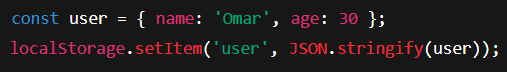 const user = { name: 'Omar', age: 30 };
localStorage.setItem('user', JSON.stringify(user));